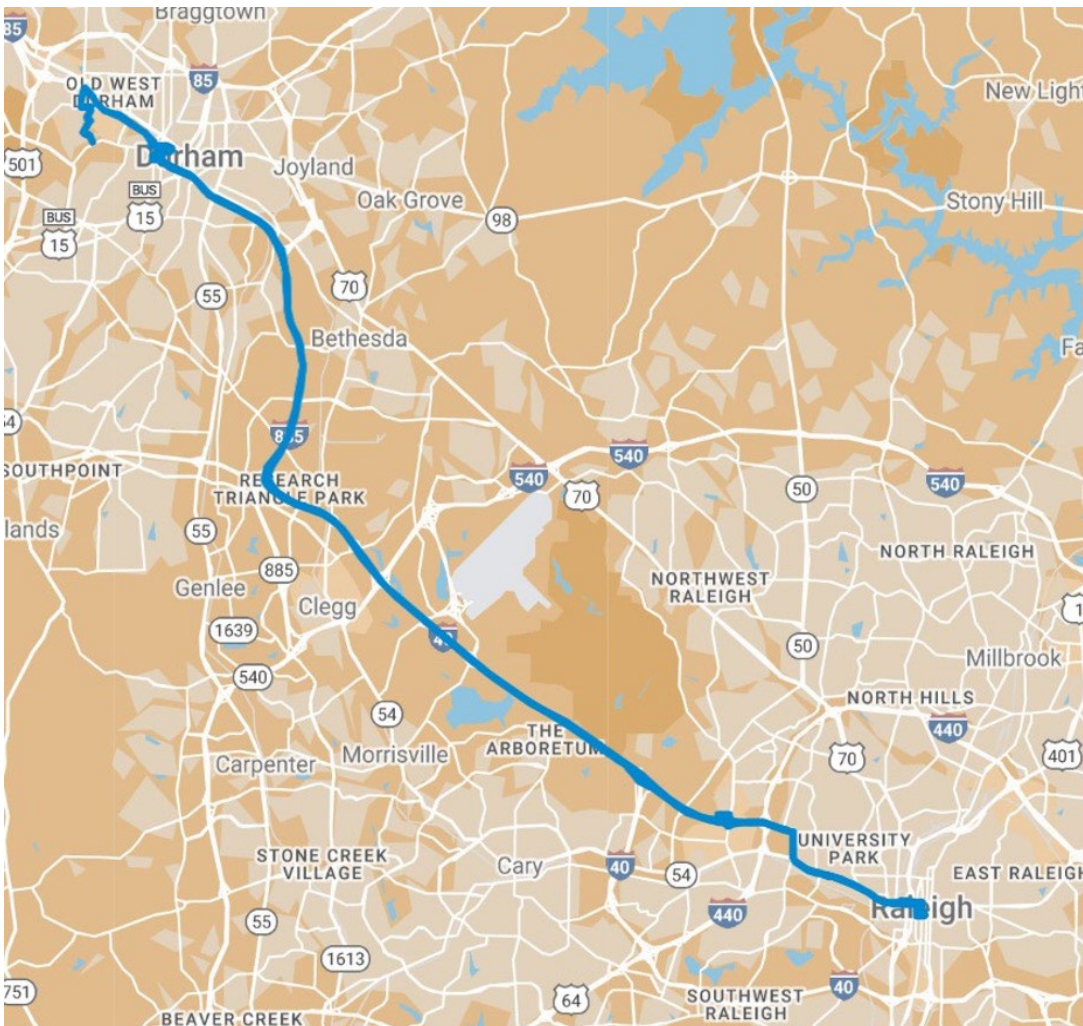 Braggtown
85
OLD WEST
DURHAM
85
New Light
Durham
501
Joyland
BUS
15
Oak Grove
98
Stony Hill
BUS
15
70
55
Bethesda
54
885
SOUTHPOINT
RESEARCH
TRIANGLE PARK
540
540
70
50
540
lands
55
NORTH RALEIGH
885
Genlee
Clegg
NORTHWEST
RALEIGH
1639
40
50
Millbrook
540
54
NORTH HILLS
THE
ARBORETUM
440
Morrisville
70
401
Carpenter
UNIVERSITY
PARK
STONE CREEK
VILLAGE
Cary
40
54
EAST RALEIGH
55
440
Raleigh
1613
751
64
SOUTHWEST
RALEIGH
40
BEAVER CREEK